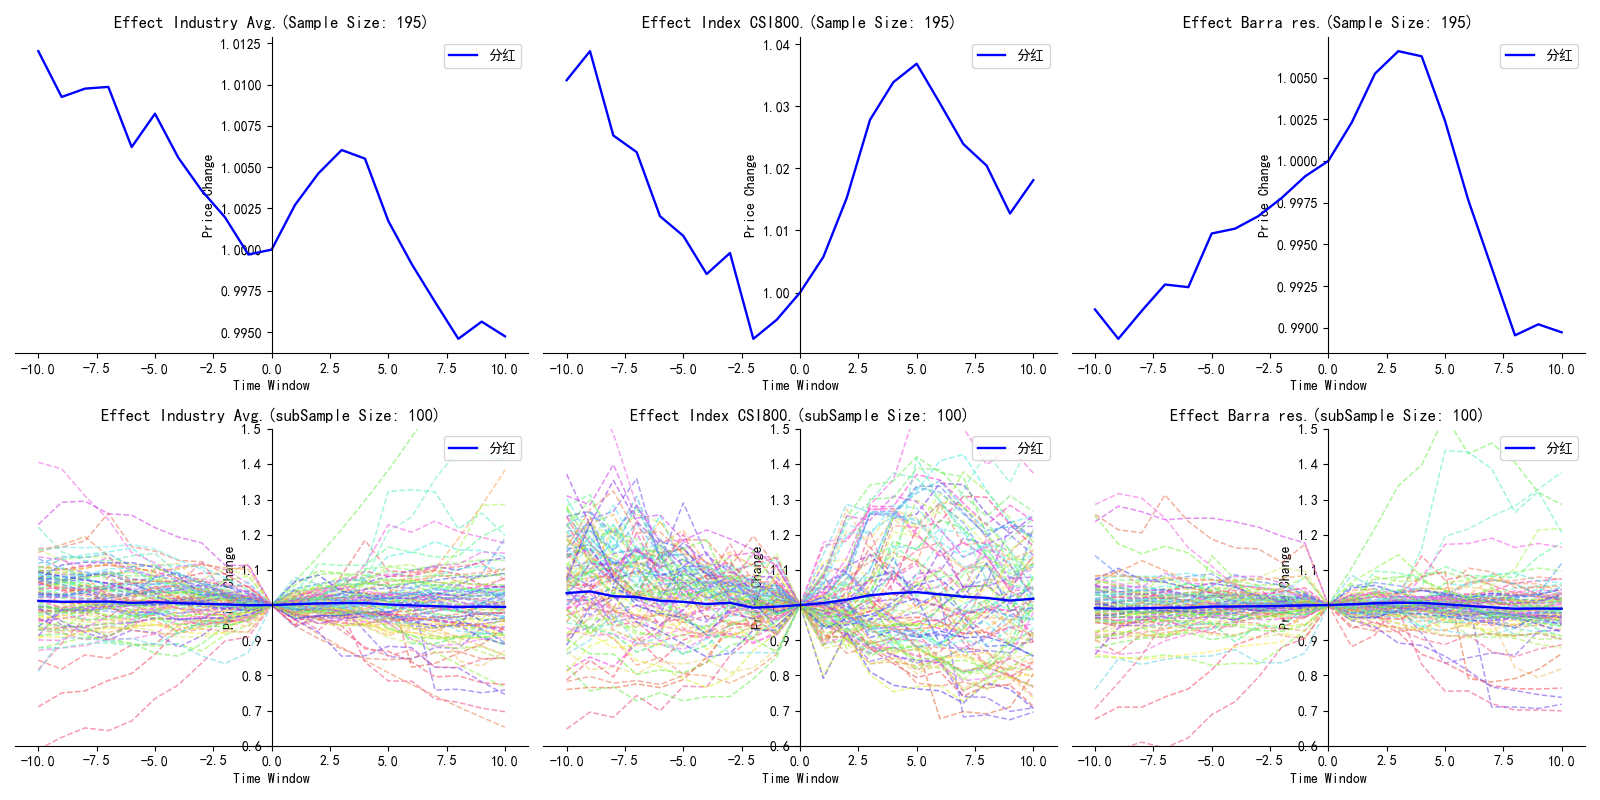 Effect Industry Avg.(Sample Size: 195)
分红
1.0125
1.0100
1.0075
1.0050
1.0025
1.0000
0.9975
0.9950
Price Change
-10.0 -7.5 -5.0 -2.5 0.0 2.5 5.0 7.5 10.0
Time Window
Effect Index CSI800.(Sample Size: 195)
分红
1.04
1.03
1.02
1.01
1.00
Price Change
-10.0 -7.5 -5.0 -2.5 0.0 2.5 5.0 7.5 10.0
Time Window
Effect Barra res.(Sample Size: 195)
分红
1.0050
1.0025
1.0000
0.9975
0.9950
0.9925
0.9900
Price Change
-10.0 -7.5 -5.0 -2.5 0.0 2.5 5.0 7.5 10.0
Time Window
Effect Industry Avg.(subSample Size: 100)
分红
1.5
1.4
1.3
1.2
1.1
1.0
0.9
0.8
0.7
0.6
Price Change
-10.0 -7.5 -5.0 -2.5 0.0 2.5 5.0 7.5 10.0
Time Window
Effect Index CSI800.(subSample Size: 100)
分红
1.5
1.4
1.3
1.2
1.1
1.0
0.9
0.8
0.7
0.6
Price Change
-10.0 -7.5 -5.0 -2.5 0.0 2.5 5.0 7.5 10.0
Time Window
Effect Barra res.(subSample Size: 100)
分红
1.5
1.4
1.3
1.2
1.1
1.0
0.9
0.8
0.7
0.6
Price Change
-10.0 -7.5 -5.0 -2.5 0.0 2.5 5.0 7.5 10.0
Time Window